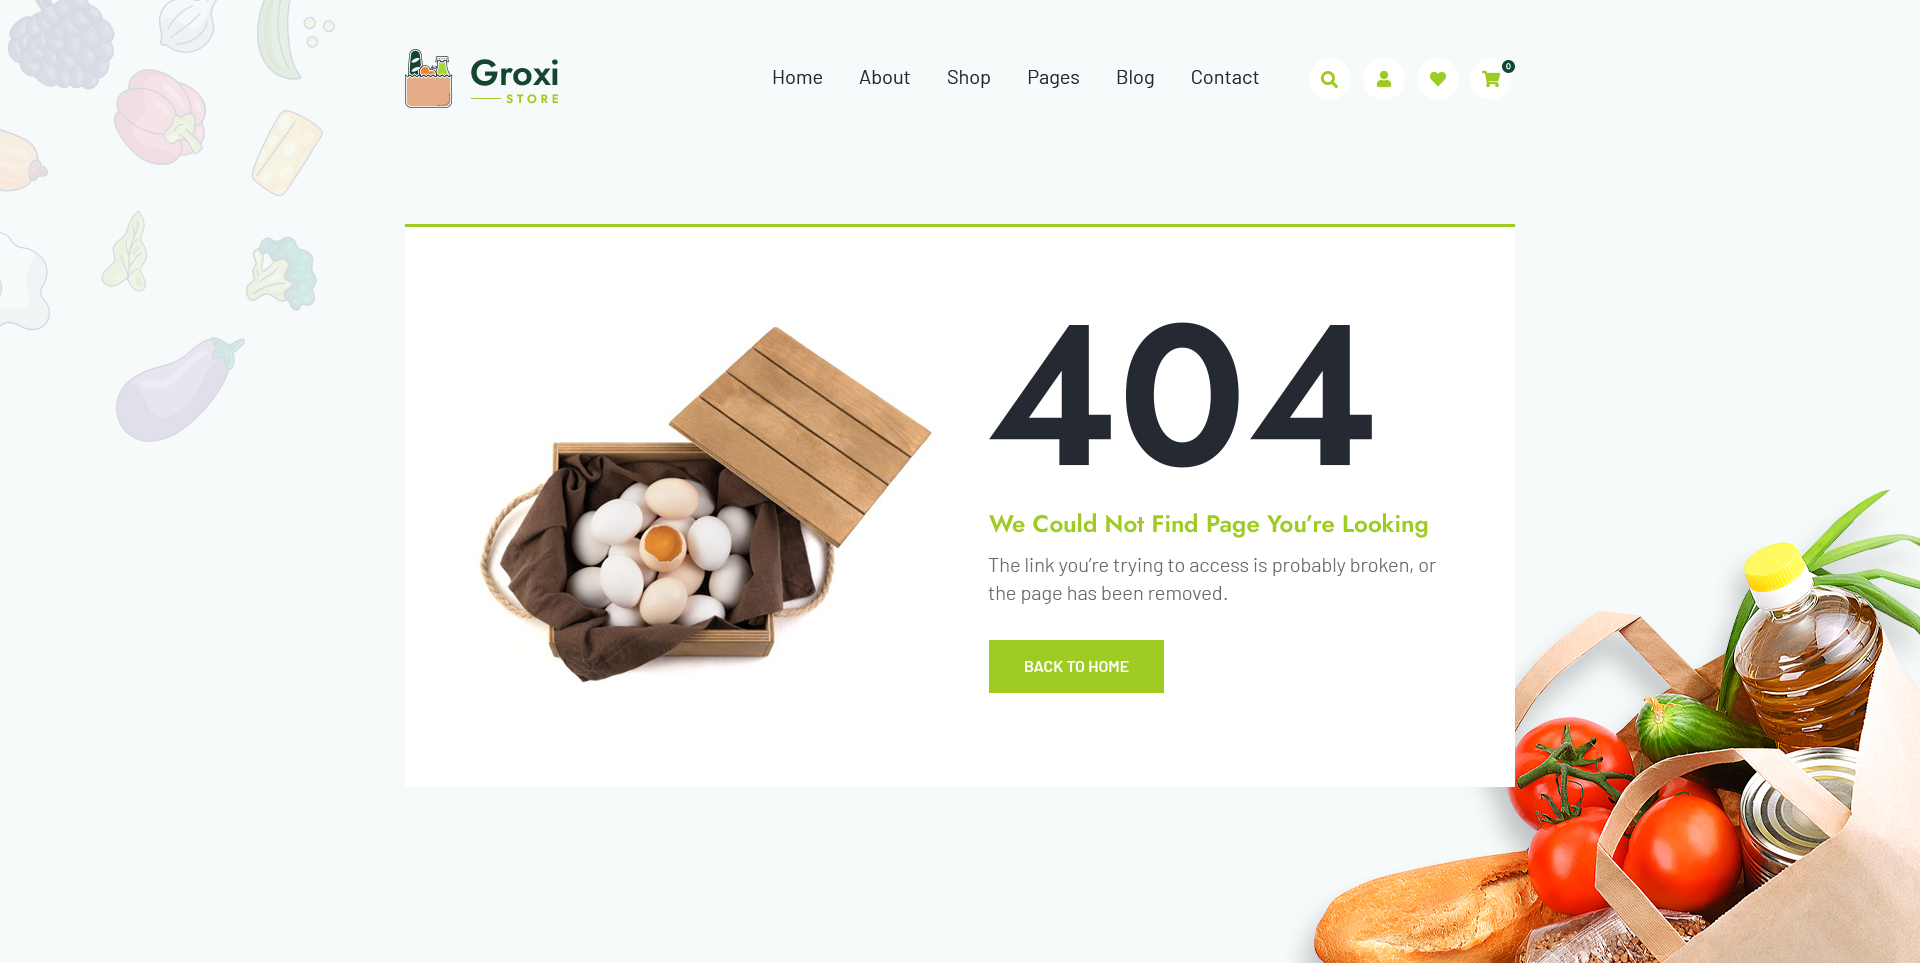 Groxi
STORE
Home
About
Shop
Pages
Blog
Contact
0
404
We Could Not Find Page You’re Looking
The link you’re trying to access is probably broken, or
the page has been removed.
BACK TO HOME